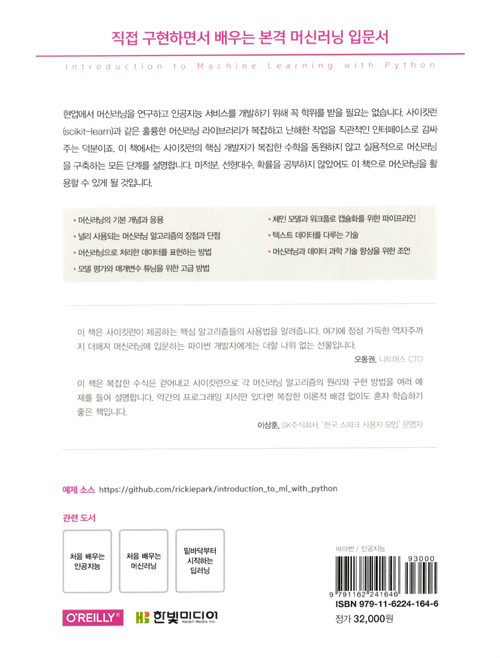 직접 구현하면서 배우는 본격 머신러닝 입문서
Introduction to Machine Learning with Python
현업에서 머신러닝을 연구하고 인공지능 서비스를 개발하기 위해 꼭 학위를 받을 필요는 없습니다. 사이킷런
(scikit-learn)과 같은 훌륭한 머신러닝 라이브러리가 복잡하고 난해한 작업을 직관적인 인터페이스로 감싸
주는 덕분이죠. 이 책에서는 사이킷런의 핵심 개발자가 복잡한 수학을 동원하지 않고 실용적으로 머신러닝
을 구축하는 모든 단계를 설명합니다. 미적분, 선형대수, 확률을 공부하지 않았어도 이 책으로 머신러닝을 활
용할 수 있게 될 것입니다.
• 머신러닝의 기본 개념과 응용
• 널리 사용되는 머신러닝 알고리즘의 장점과 단점
• 머신러닝으로 처리한 데이터를 표현하는 방법
• 모델 평가와 매개변수 튜닝을 위한 고급 방법
• 체인 모델과 워크플로 캡슐화를 위한 파이프라인
• 텍스트 데이터를 다루는 기술
• 머신러닝과 데이터 과학 기술 향상을 위한 조언
이 책은 사이킷런이 제공하는 핵심 알고리즘들의 사용법을 알려줍니다. 여기에 정성 가득한 역자주까
지 더해져 머신러닝에 입문하는 파이썬 개발자에게는 더할 나위 없는 선물입니다.
오동권, 니트머스 CTO
이 책은 복잡한 수식은 걷어내고 사이킷런으로 각 머신러닝 알고리즘의 원리와 구현 방법을 여러 예
제를 들어 설명합니다. 약간의 프로그래밍 지식만 있다면 복잡한 이론적 배경 없이도 혼자 학습하기
좋은 책입니다.
이상훈, SK주식회사, '한국 스파크 사용자 모임' 운영자
예제 소스 https://github.com/rickiepark/introduction_to_ml_with_python
관련 도서
처음 배우는
인공지능
처음 배우는
머신러닝
밑바닥부터
시작하는
딥러닝
파이썬 / 인공지능
93000
9 791162 241646
ISBN 979-11-6224-164-6
정가 32,000원
O'REILLY®
HB 한빛미디어
Hanbit Media, Inc.